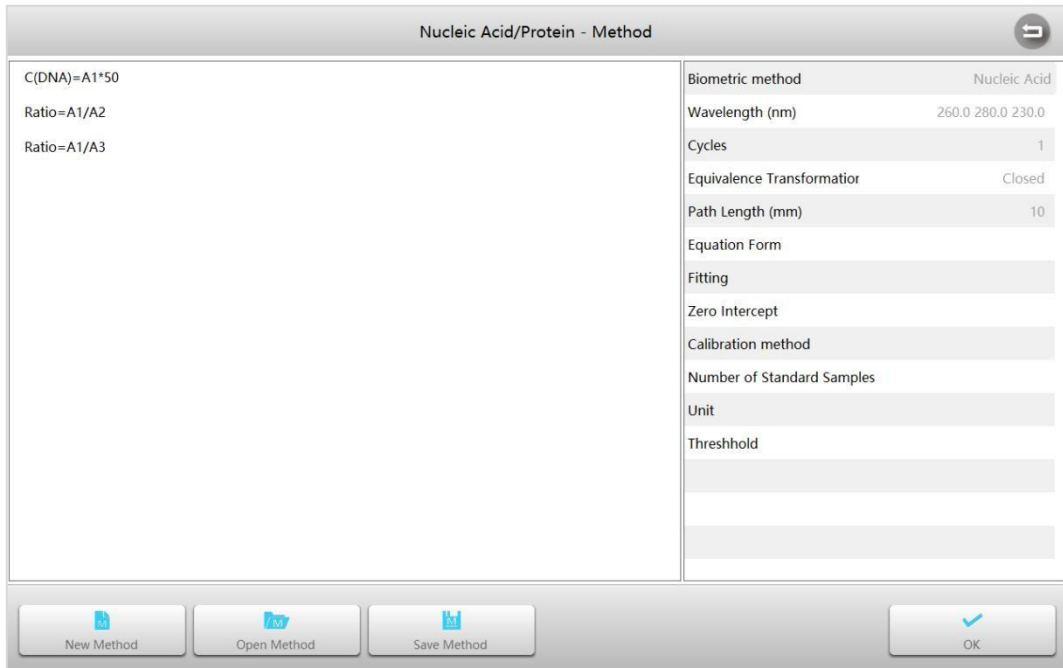 Nucleic Acid/Protein - Method
C(DNA)=A1*50
Ratio=A1/A2
Ratio=A1/A3
Biometric method Nucleic Acid
Wavelength (nm) 260.0 280.0 230.0
Cycles 1
Equivalence Transformation Closed
Path Length (mm) 10
Equation Form
Fitting
Zero Intercept
Calibration method
Number of Standard Samples
Unit
Threshhold
M M M
New Method Open Method Save Method OK